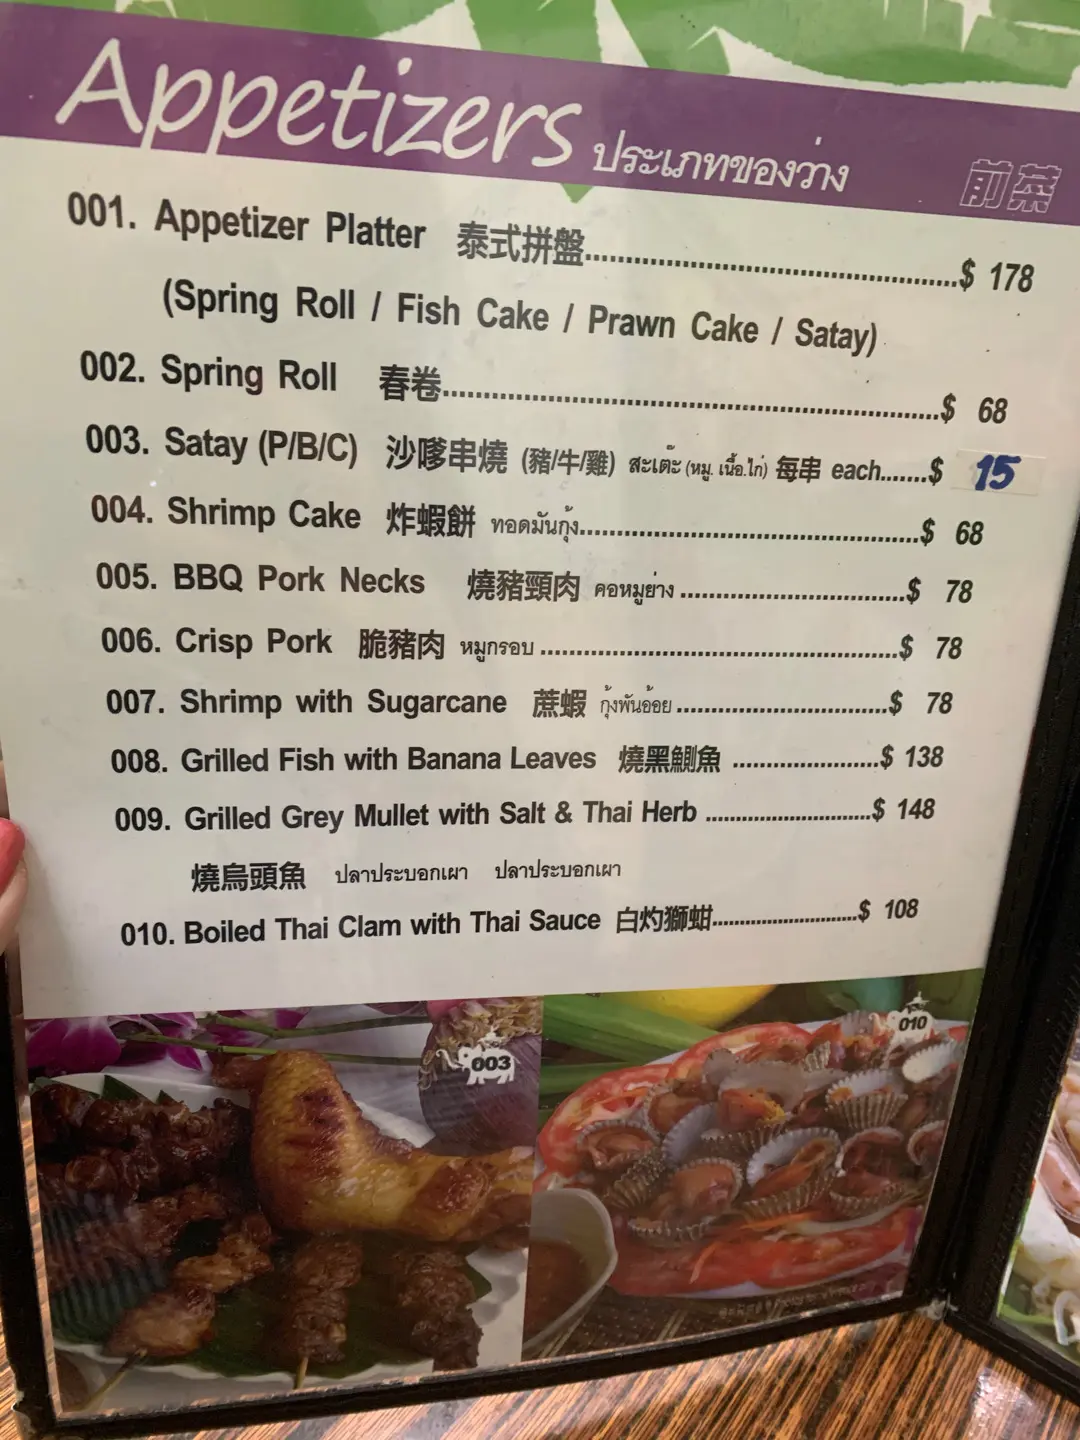 Appetizers ประเภทของว่าง 前菜
001. Appetizer Platter 泰式拼盤 $ 178
(Spring Roll / Fish Cake / Prawn Cake / Satay)
002. Spring Roll 春卷 $ 68
003. Satay (P/B/C) 沙嗲串燒 (豬/牛/雞) สะเต๊ะ (หมู. เนื้อ.ไก่) 每串 each $ 15
004. Shrimp Cake 炸蝦餅 ทอดมันกุ้ง $ 68
005. BBQ Pork Necks 燒豬頸肉 คอหมูย่าง $ 78
006. Crisp Pork 脆豬肉 หมูกรอบ $ 78
007. Shrimp with Sugarcane 蔗蝦 กุ้งพันอ้อย $ 78
008. Grilled Fish with Banana Leaves 燒黑鰂魚 $ 138
009. Grilled Grey Mullet with Salt & Thai Herb $ 148
燒烏頭魚 ปลาประบอกเผา ปลาประบอกเผา
010. Boiled Thai Clam with Thai Sauce 白灼獅蚶 $ 108
003
010